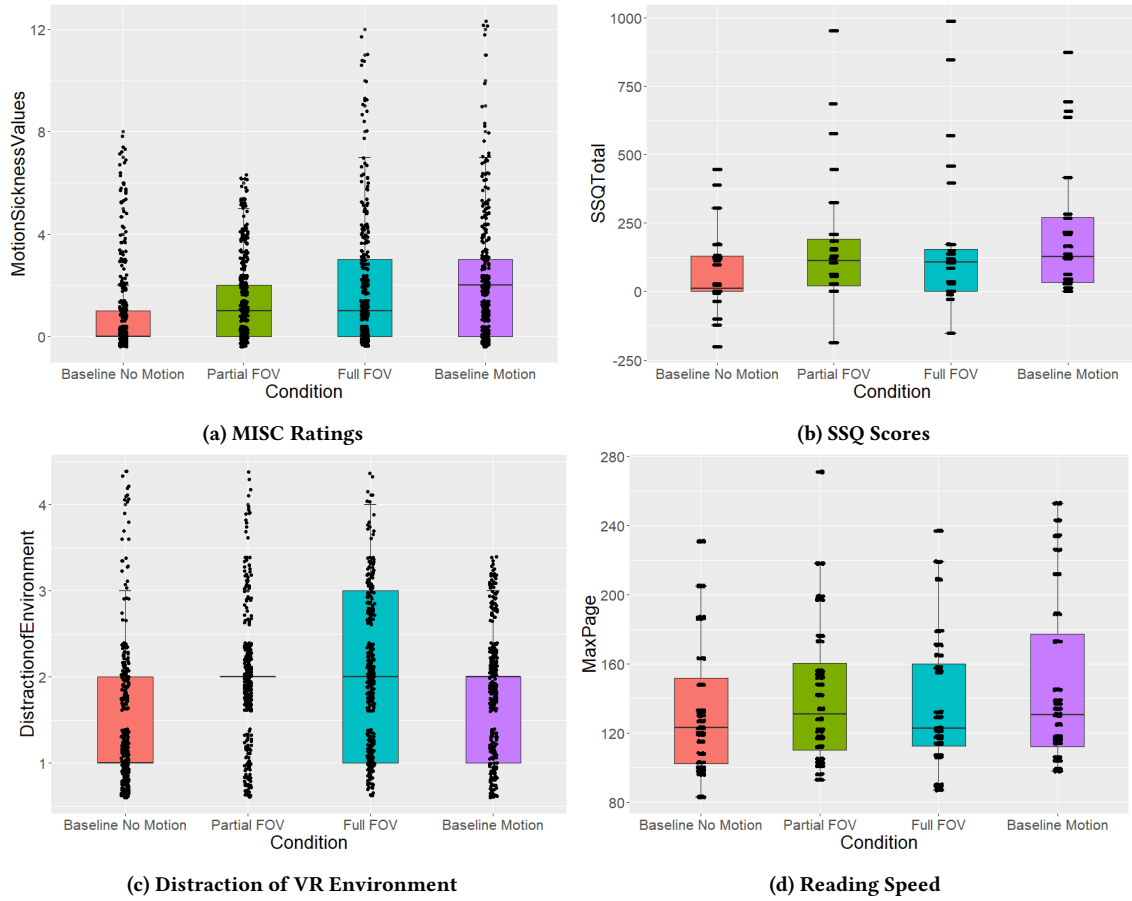 MotionSicknessValues
12
8
4
0
Baseline No Motion Partial FOV Full FOV Baseline Motion
Condition
(a) MISC Ratings
SSQTotal
1000
750
500
250
0
-250
Baseline No Motion Partial FOV Full FOV Baseline Motion
Condition
(b) SSQ Scores
DistractionofEnvironment
4
3
2
1
Baseline No Motion Partial FOV Full FOV Baseline Motion
Condition
(c) Distraction of VR Environment
MaxPage
280
240
200
160
120
80
Baseline No Motion Partial FOV Full FOV Baseline Motion
Condition
(d) Reading Speed